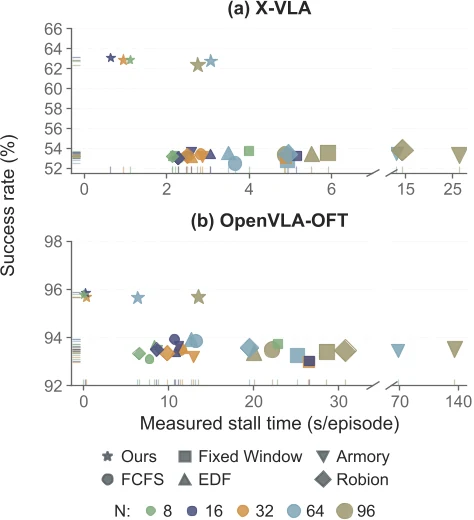 (a) X-VLA
66
64
62
60
58
56
54
52
0 2 4 6 15 25
Success rate (%)
(b) OpenVLA-OFT
98
96
94
92
0 10 20 30 70 140
Measured stall time (s/episode)
Ours Fixed Window Armory
FCFS EDF Robion
N: 8 16 32 64 96